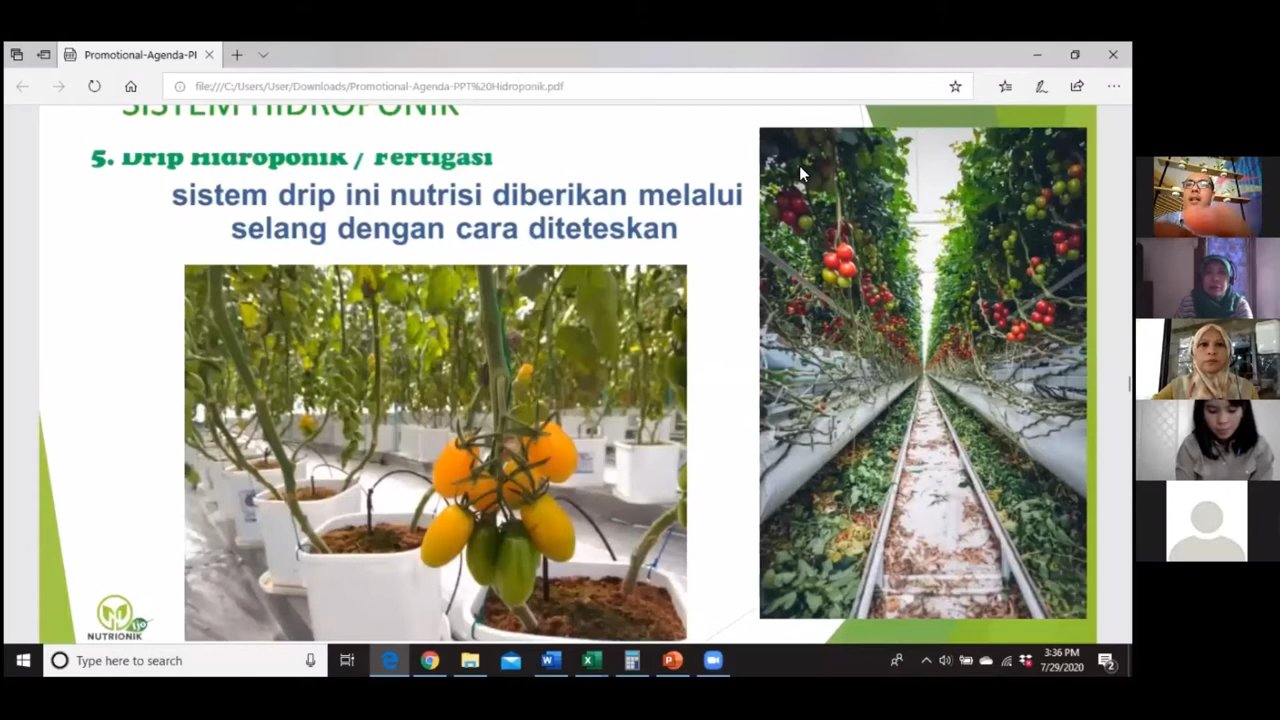 Promotional-Agenda-PI
file:///C:/Users/User/Downloads/Promotional-Agenda-PPT%20Hidroponik.pdf
SISTEM HIDROPONIK
5. Drip Hidroponik / Fertigasi
sistem drip ini nutrisi diberikan melalui
selang dengan cara diteteskan
NUTRIONIK
Type here to search
3:36 PM
7/29/2020
2